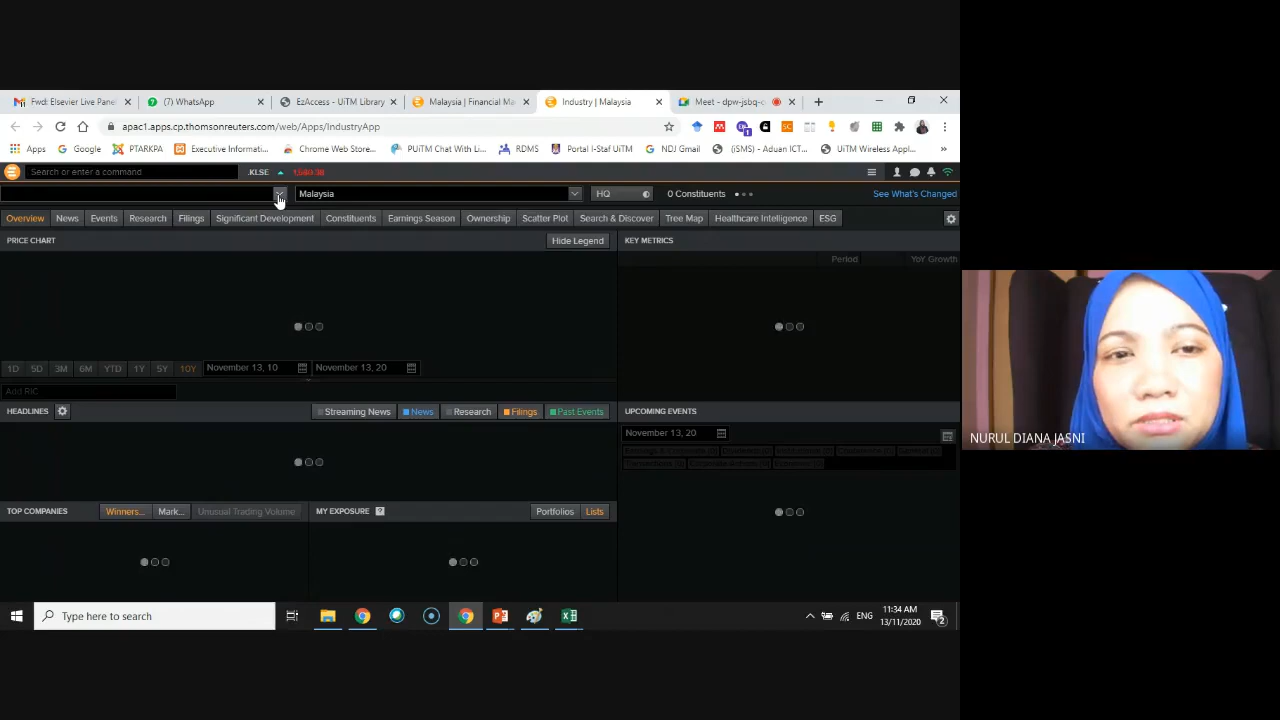 Fwd: Elsevier Live Pane
(7) WhatsApp
EzAccess - UiTM Library
Malaysia | Financial Ma
Industry | Malaysia
Meet - dpw-jsbq-c
apac1.apps.cp.thomsonreuters.com/web/Apps/IndustryApp
Apps
Google
PTARKPA
Executive Informati...
Chrome Web Store...
PUiTM Chat With Li...
RDMS
Portal I-Staf UiTM
NDJ Gmail
(iSMS) - Aduan ICT...
UiTM Wireless Appl...
Search or enter a command
.KLSE
Malaysia
HQ
0 Constituents
See What's Changed
Overview
News
Events
Research
Filings
Significant Development
Constituents
Earnings Season
Ownership
Scatter Plot
Search & Discover
Tree Map
Healthcare Intelligence
ESG
PRICE CHART
Hide Legend
KEY METRICS
Period
YoY Growth
1D
5D
3M
6M
YTD
1Y
5Y
10Y
November 13, 10
November 13, 20
Add RIC
HEADLINES
Streaming News
News
Research
Filings
Past Events
UPCOMING EVENTS
November 13, 20
TOP COMPANIES
Winners...
Mark...
Unusual Trading Volume
MY EXPOSURE
?
Portfolios
Lists
NURUL DIANA JASNI
Type here to search
ENG
11:34 AM
13/11/2020
2